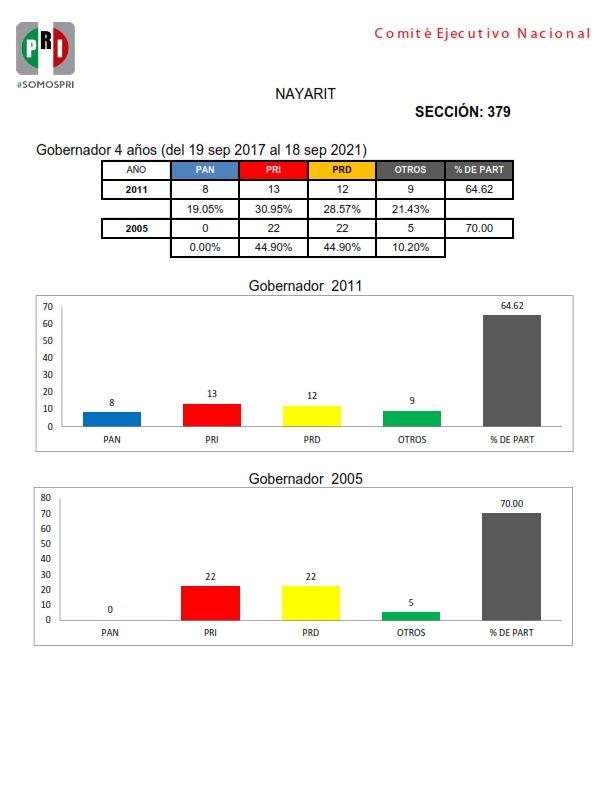 PRI
#SOMOSPRI
Comité Ejecutivo Nacional
NAYARIT
SECCIÓN: 379
Gobernador 4 años (del 19 sep 2017 al 18 sep 2021)
AÑO PAN PRI PRD OTROS % DE PART
2011 8 13 12 9 64.62
19.05% 30.95% 28.57% 21.43%
2005 0 22 22 5 70.00
0.00% 44.90% 44.90% 10.20%
Gobernador 2011
70
60
50
40
30
20
10
0
8
13
12
9
64.62
PAN PRI PRD OTROS % DE PART
Gobernador 2005
80
70
60
50
40
30
20
10
0
0
22
22
5
70.00
PAN PRI PRD OTROS % DE PART